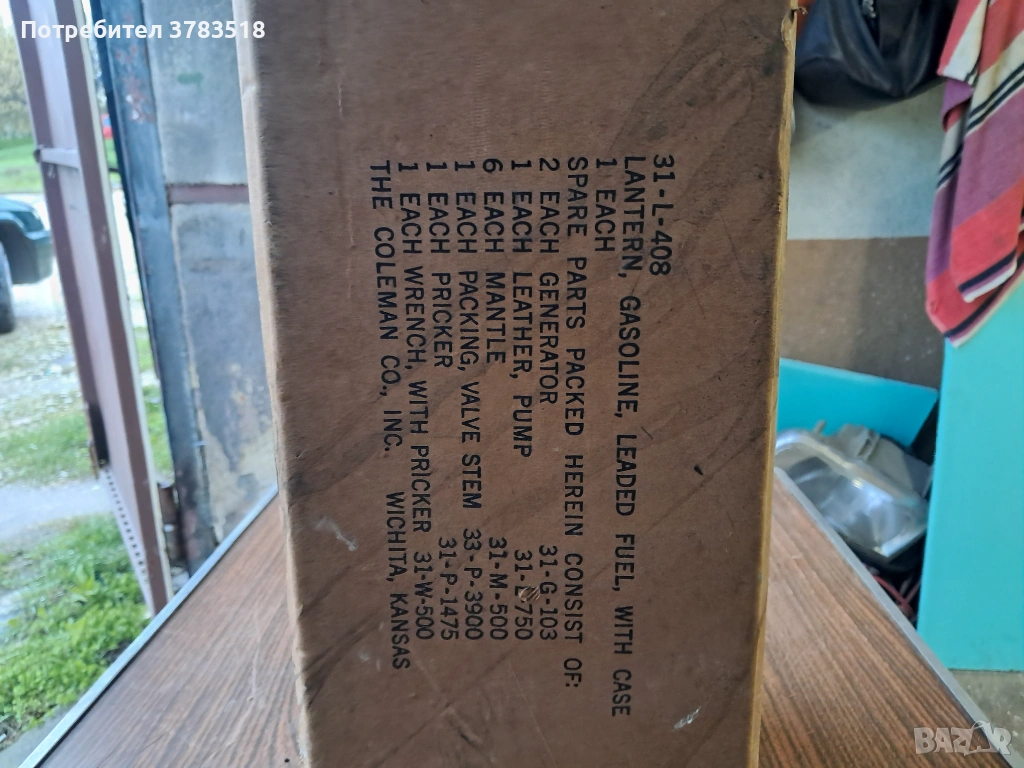 Потребител 3783518
31-L-408
LANTERN, GASOLINE, LEADED FUEL, WITH CASE
1 EACH
SPARE PARTS PACKED HEREIN CONSIST OF:
2 EACH GENERATOR 31-G-103
1 EACH LEATHER, PUMP 31-L-750
6 EACH MANTLE 31-M-500
1 EACH PACKING, VALVE STEM 33-P-3900
1 EACH PRICKER 31-P-1475
1 EACH WRENCH, WITH PRICKER 31-W-500
THE COLEMAN CO., INC. WICHITA, KANSAS
BAZAR